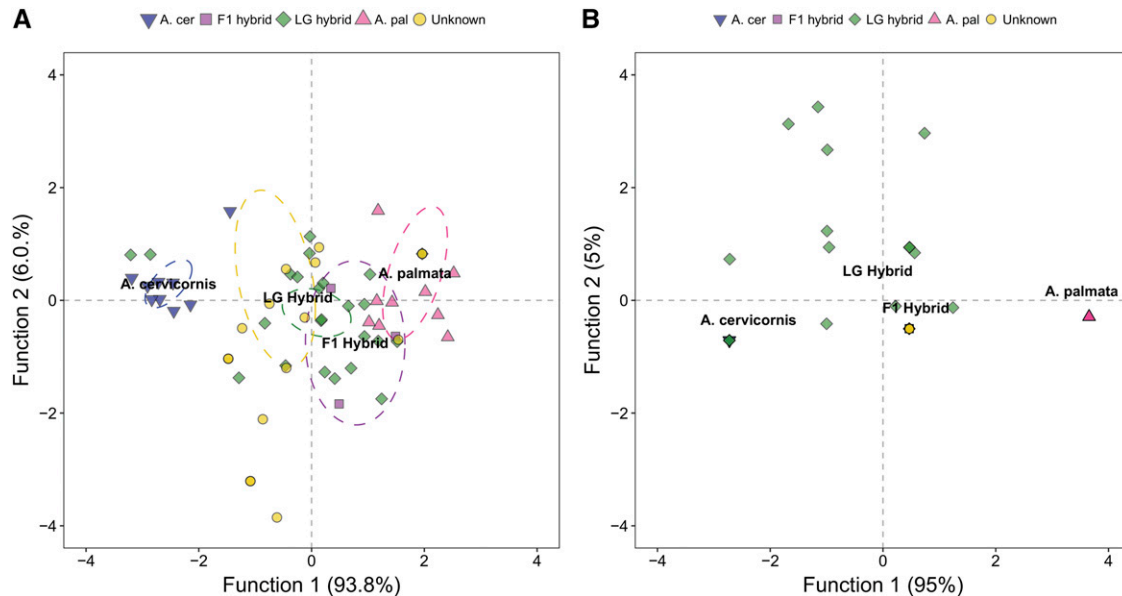 A
A. cer F1 hybrid LG hybrid A. pal Unknown
4
2
0
−2
−4
Function 2 (6.0.%)
A. cervicornis
LG Hybrid
A. palmata
F1 Hybrid
−4 −2 0 2 4
Function 1 (93.8%)
B
A. cer F1 hybrid LG hybrid A. pal Unknown
4
2
0
−2
−4
Function 2 (5%)
LG Hybrid
A. palmata
F1 Hybrid
A. cervicornis
−4 −2 0 2 4
Function 1 (95%)